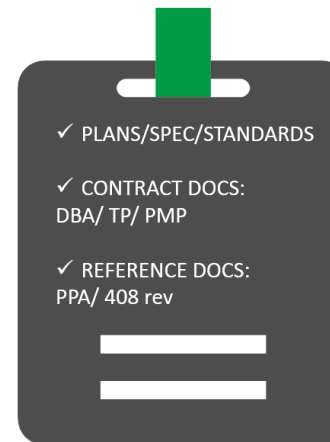 ✓ PLANS/SPEC/STANDARDS
✓ CONTRACT DOCS:
DBA/ TP/ PMP
✓ REFERENCE DOCS:
PPA/ 408 rev